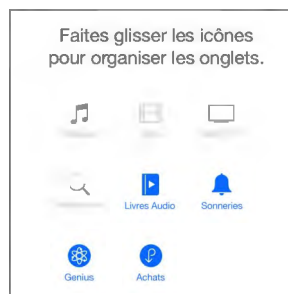 Faites glisser les icônes
pour organiser les onglets.
Livres Audio Sonneries
Genius Achats